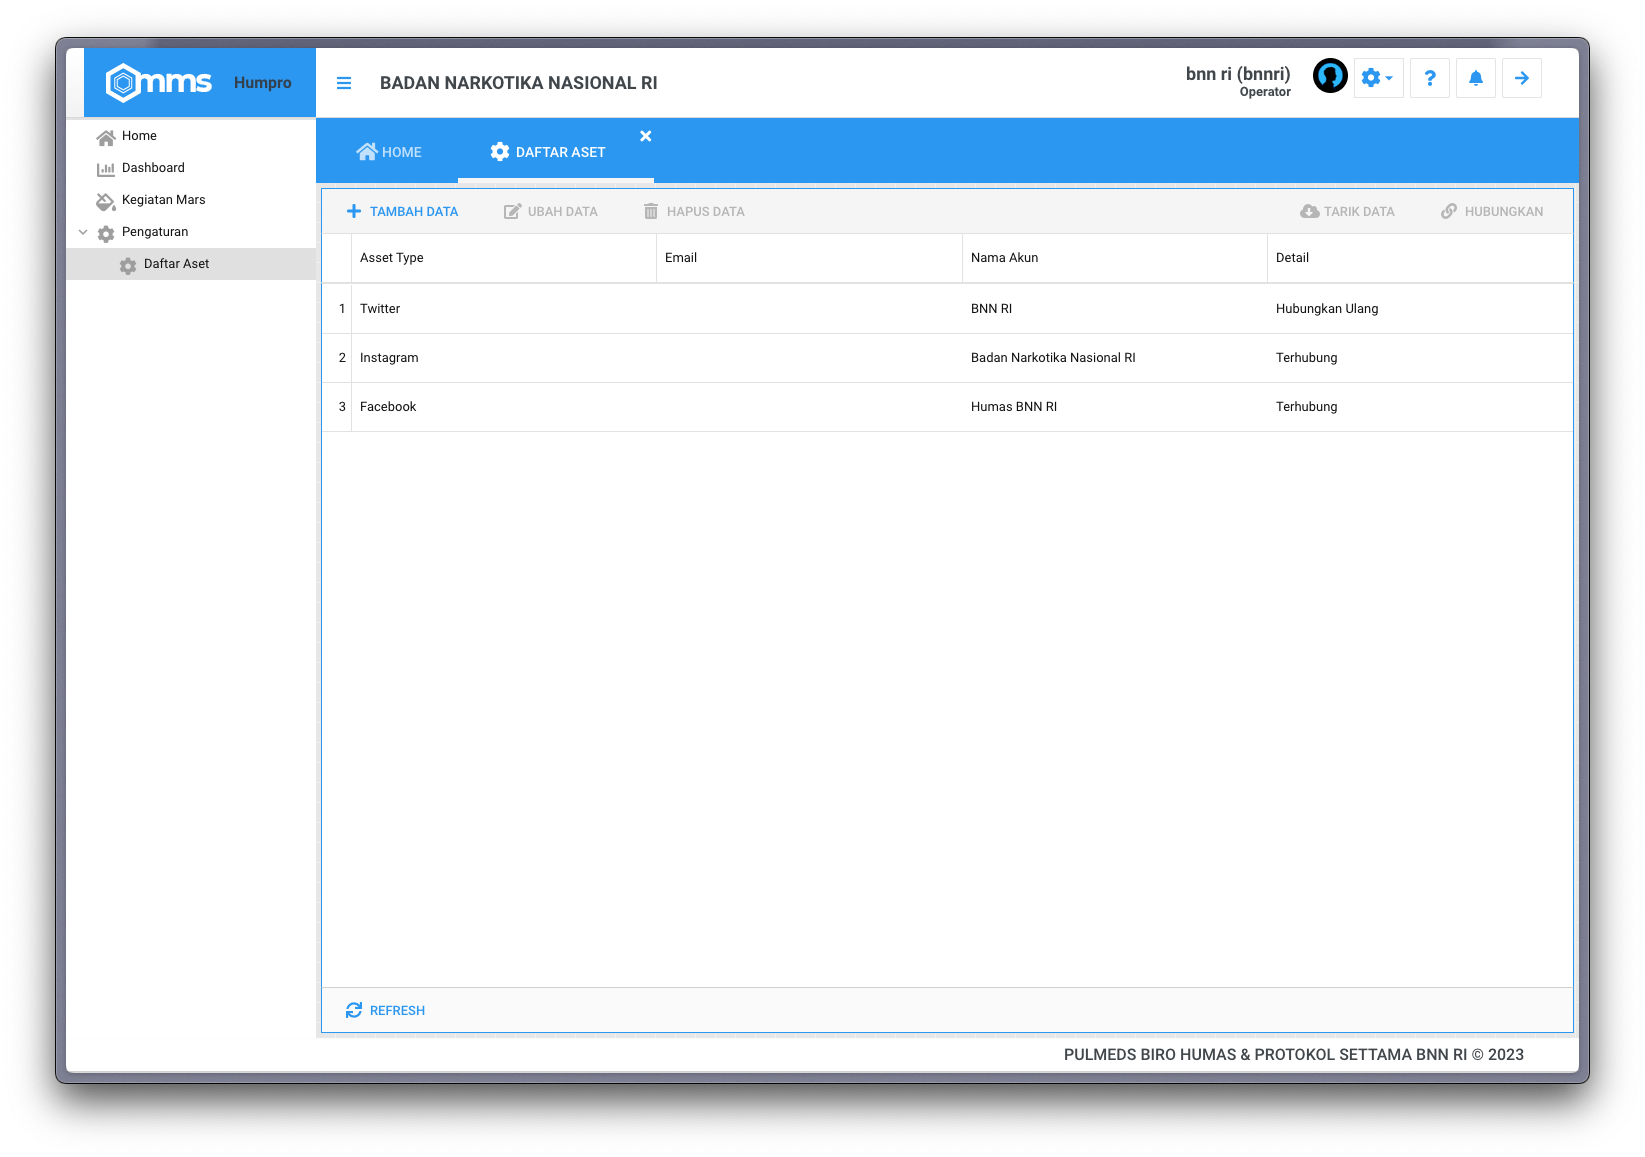 mms Humpro
BADAN NARKOTIKA NASIONAL RI
bnn ri (bnnri)
Operator
?
Home
Dashboard
Kegiatan Mars
Pengaturan
Daftar Aset
HOME
DAFTAR ASET
TAMBAH DATA
UBAH DATA
HAPUS DATA
TARIK DATA
HUBUNGKAN
Asset Type Email Nama Akun Detail
1 Twitter BNN RI Hubungkan Ulang
2 Instagram Badan Narkotika Nasional RI Terhubung
3 Facebook Humas BNN RI Terhubung
REFRESH
PULMEDS BIRO HUMAS & PROTOKOL SETTAMA BNN RI © 2023